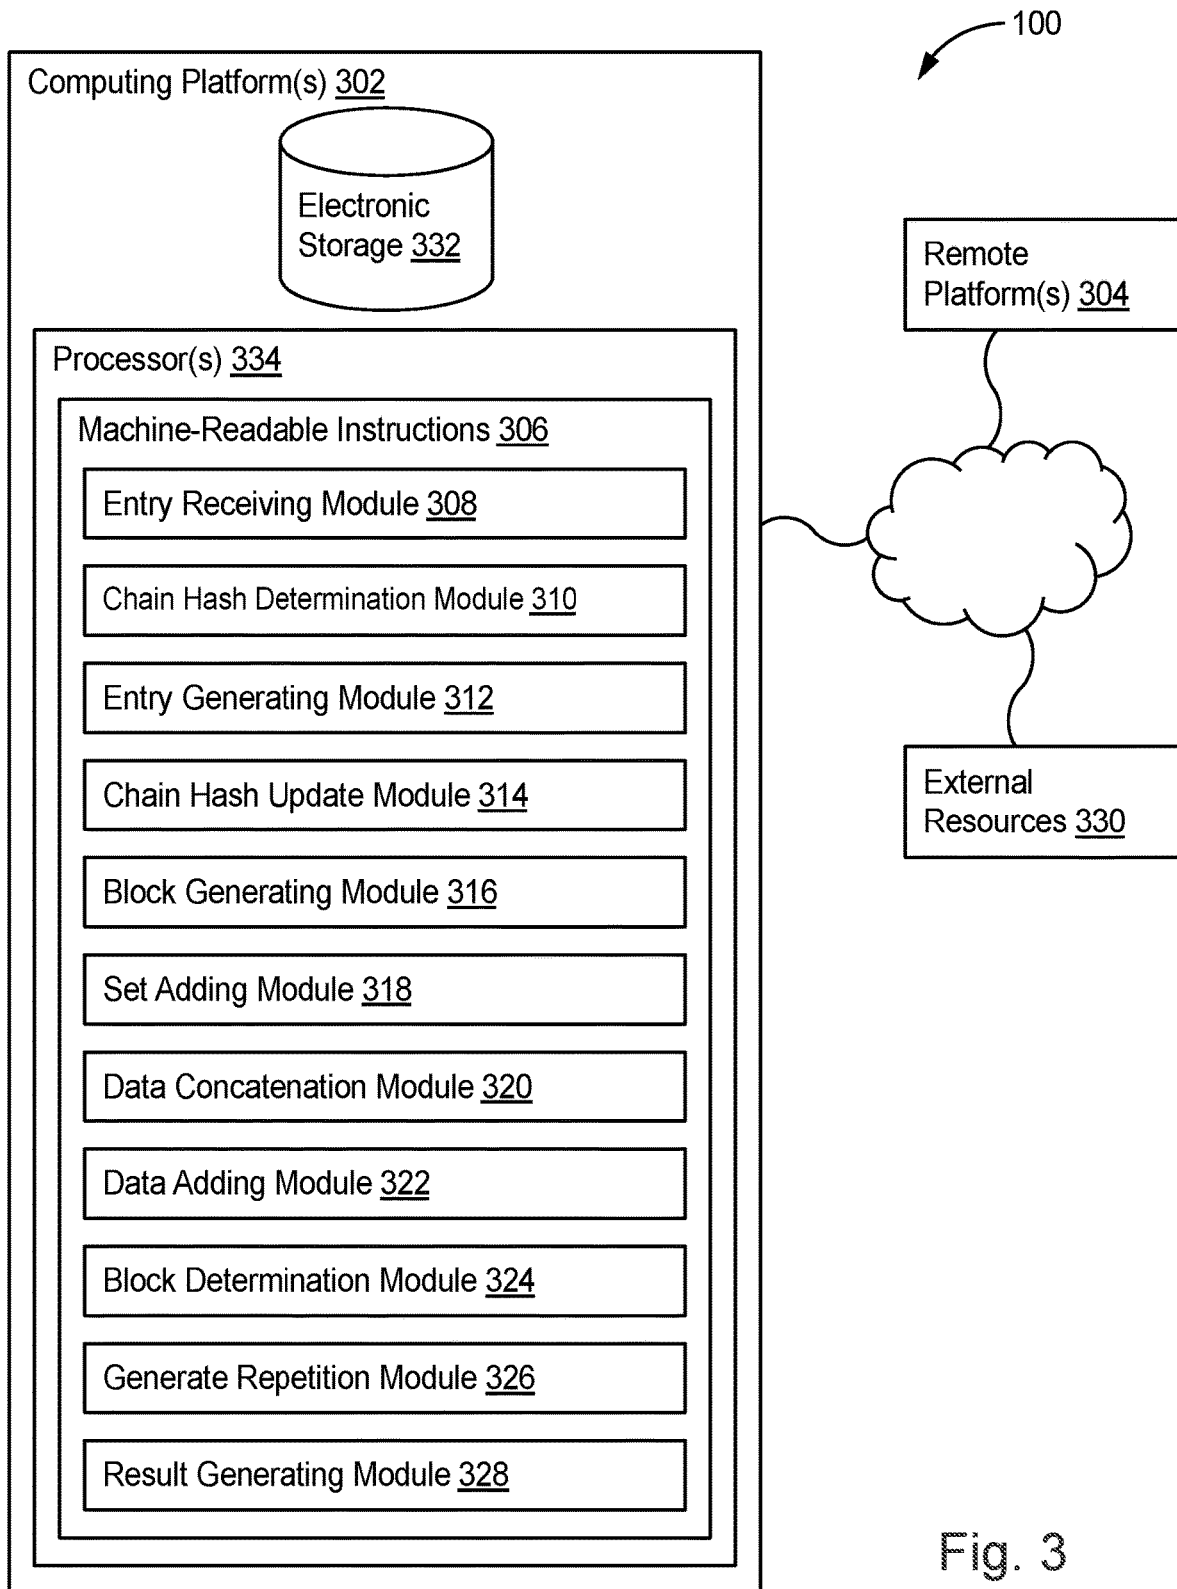 100
Computing Platform(s) 302
Electronic
Storage 332
Remote
Platform(s) 304
Processor(s) 334
Machine-Readable Instructions 306
Entry Receiving Module 308
Chain Hash Determination Module 310
Entry Generating Module 312
Chain Hash Update Module 314
External
Resources 330
Block Generating Module 316
Set Adding Module 318
Data Concatenation Module 320
Data Adding Module 322
Block Determination Module 324
Generate Repetition Module 326
Result Generating Module 328
Fig. 3